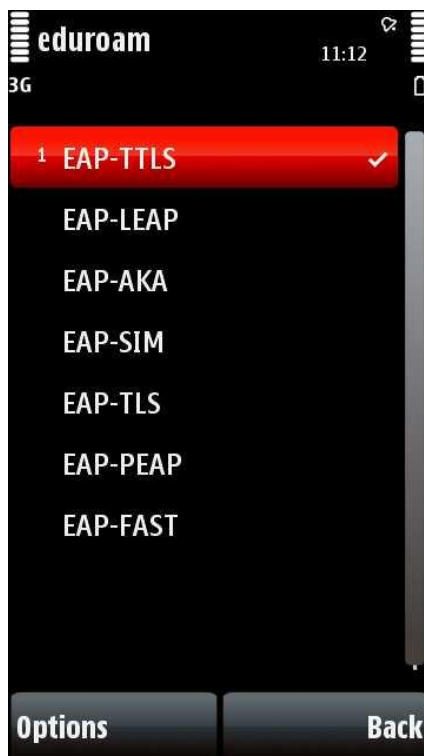 eduroam
11:12
3G
1 EAP-TTLS
EAP-LEAP
EAP-AKA
EAP-SIM
EAP-TLS
EAP-PEAP
EAP-FAST
Options Back